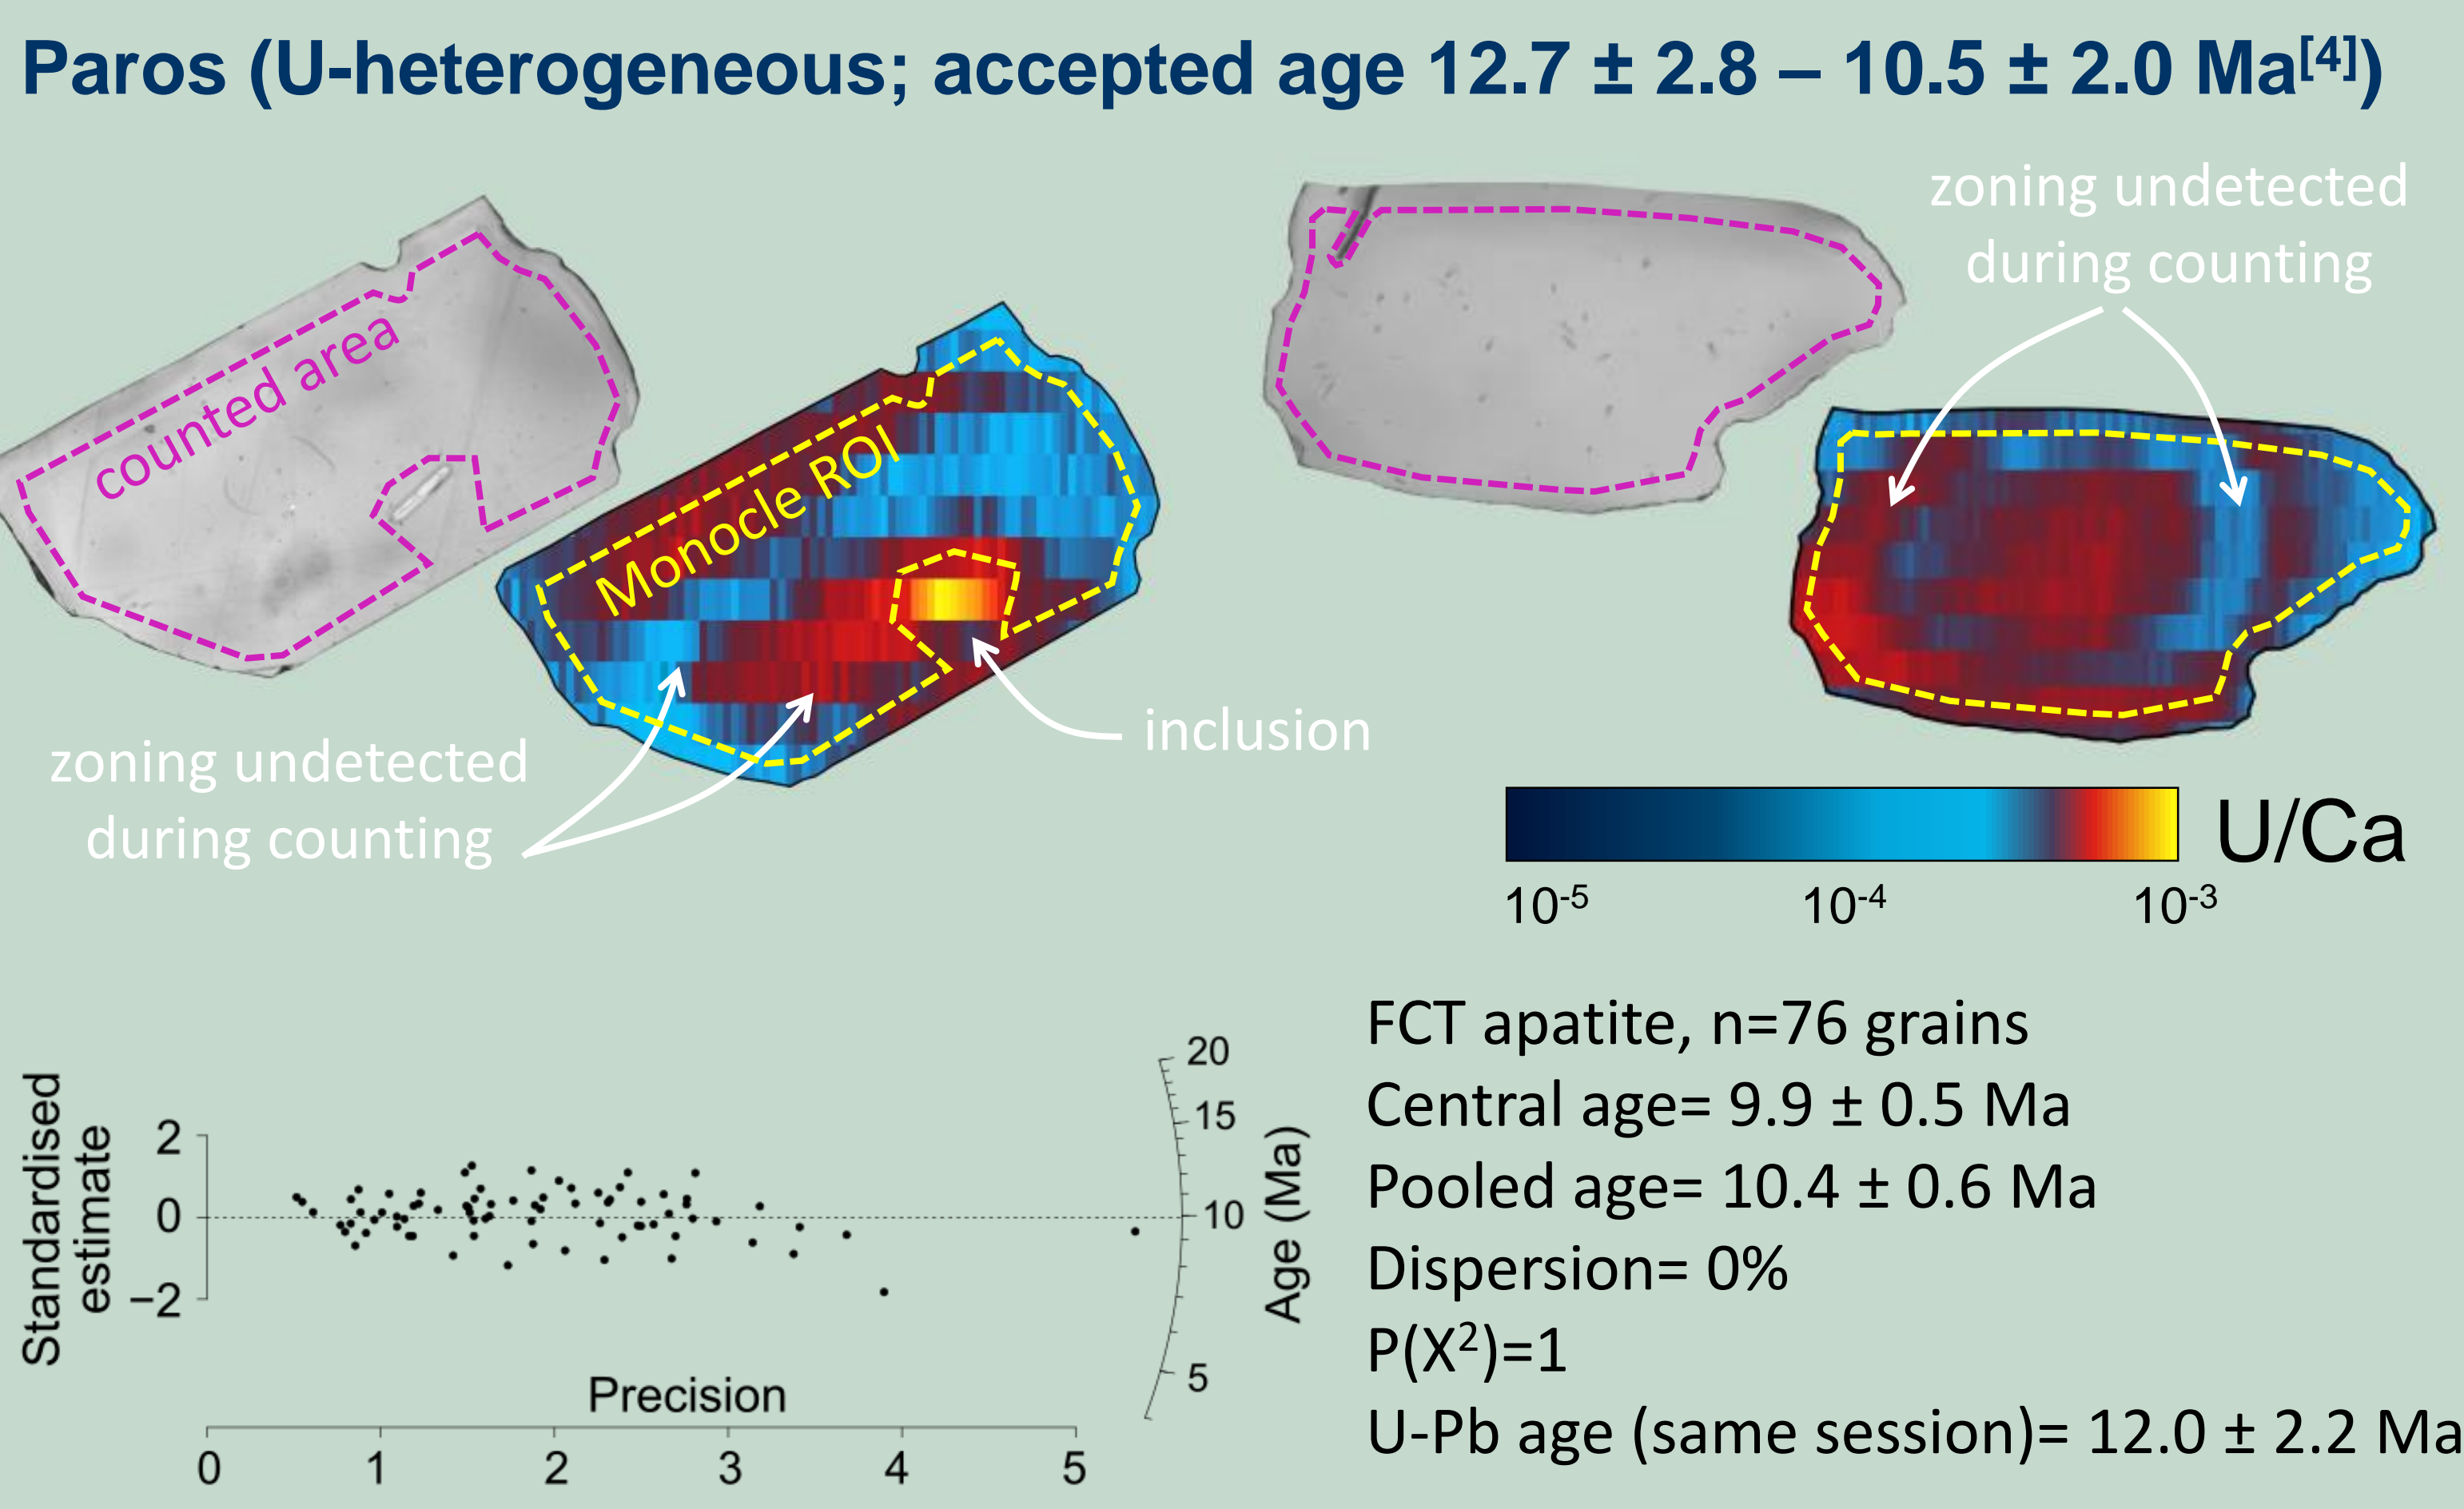 Paros (U-heterogeneous; accepted age 12.7 ± 2.8 – 10.5 ± 2.0 Ma[4])
zoning undetected
during counting
counted area
Monocle ROI
inclusion
zoning undetected
during counting
U/Ca
10-5 10-4 10-3
FCT apatite, n=76 grains
Central age= 9.9 ± 0.5 Ma
Pooled age= 10.4 ± 0.6 Ma
Dispersion= 0%
P(X2)=1
U-Pb age (same session)= 12.0 ± 2.2 Ma
Standardised
estimate
2
0
−2
20
15
10
5
Age (Ma)
Precision
0 1 2 3 4 5